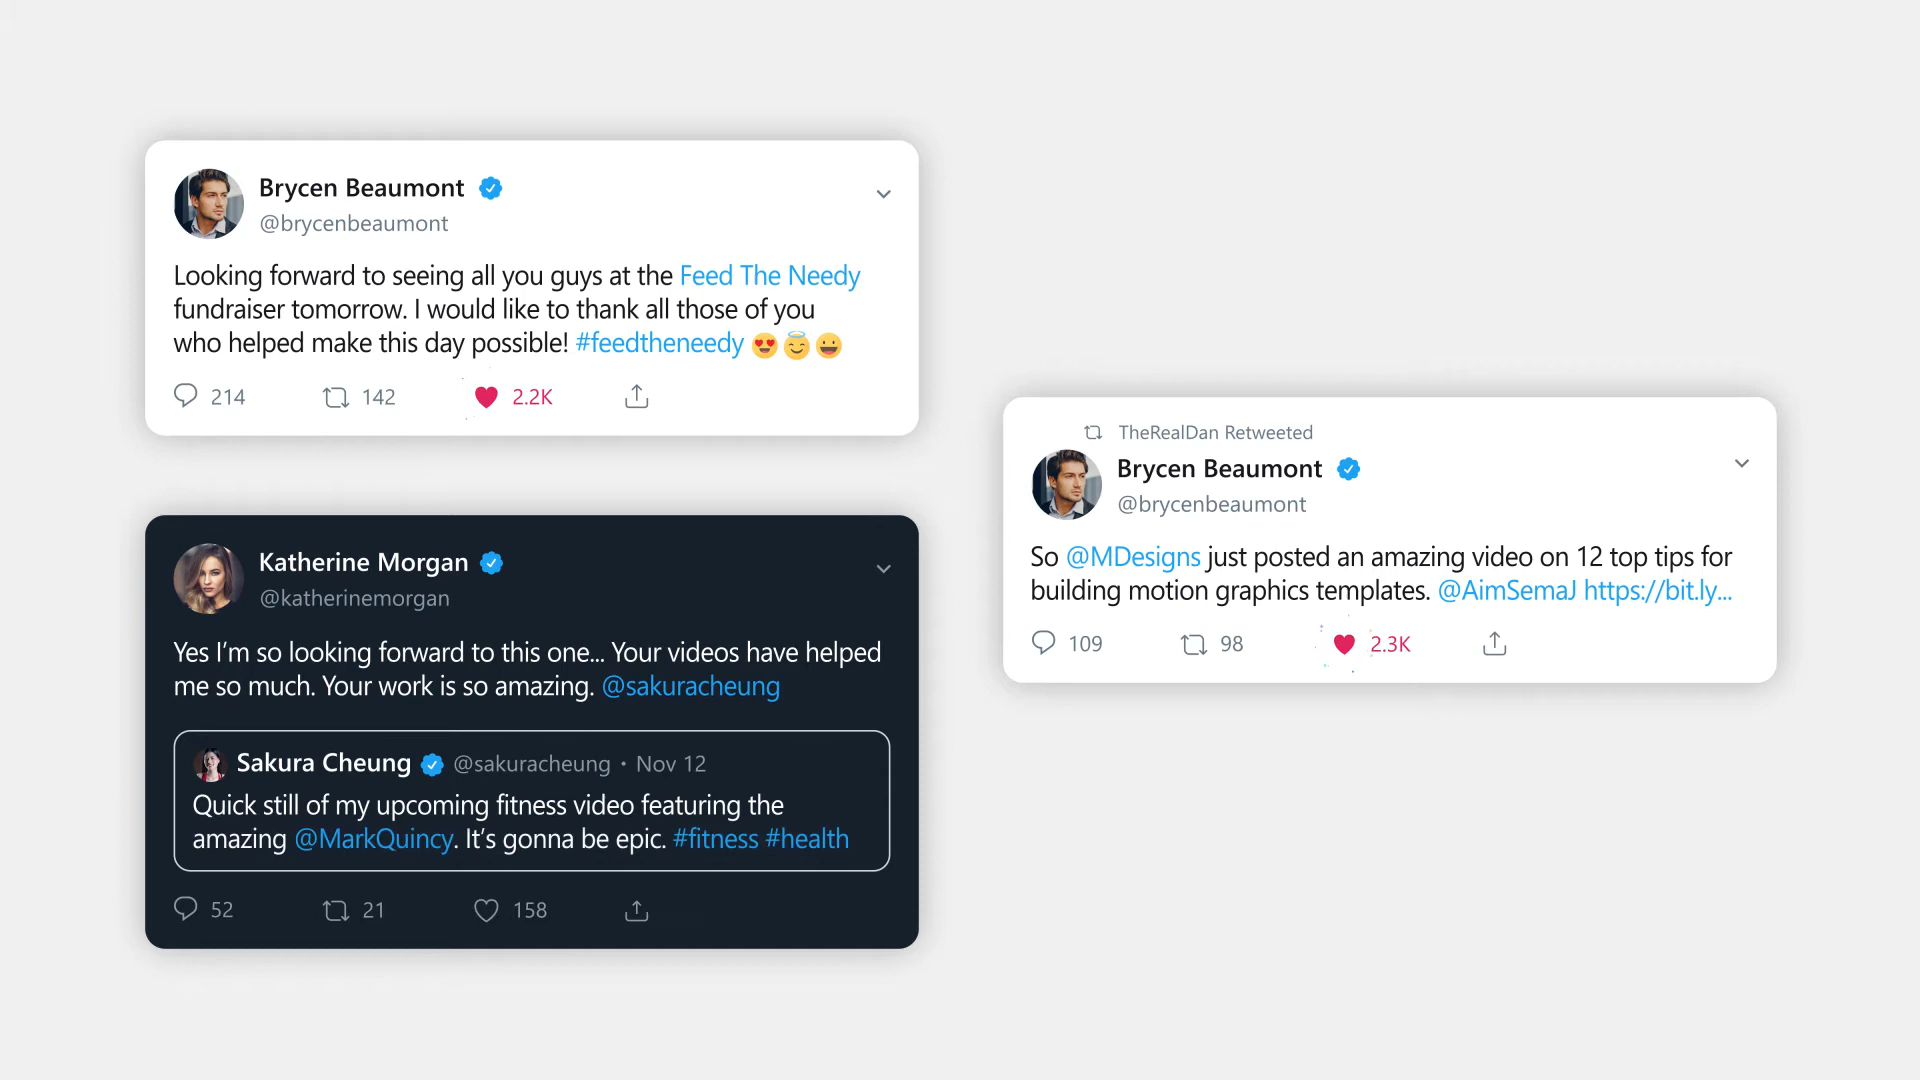 Brycen Beaumont
@brycenbeaumont
Looking forward to seeing all you guys at the Feed The Needy
fundraiser tomorrow. I would like to thank all those of you
who helped make this day possible! #feedtheneedy 😍😇😀
214 142 2.2K
Katherine Morgan
@katherinemorgan
Yes I’m so looking forward to this one... Your videos have helped
me so much. Your work is so amazing. @sakuracheung
Sakura Cheung @sakuracheung • Nov 12
Quick still of my upcoming fitness video featuring the
amazing @MarkQuincy. It’s gonna be epic. #fitness #health
52 21 158
TheRealDan Retweeted
Brycen Beaumont
@brycenbeaumont
So @MDesigns just posted an amazing video on 12 top tips for
building motion graphics templates. @AimSemaJ https://bit.ly...
109 98 2.3K